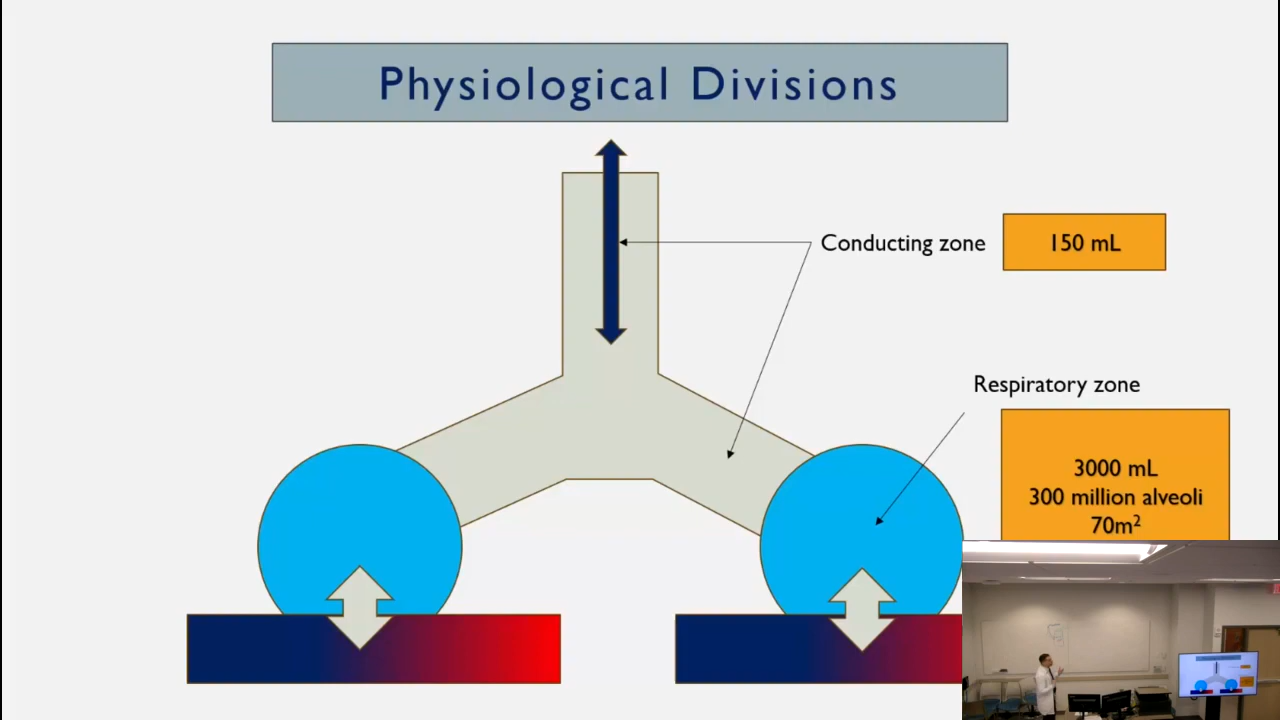 Physiological Divisions
Conducting zone
150 mL
Respiratory zone
3000 mL
300 million alveoli
70m²